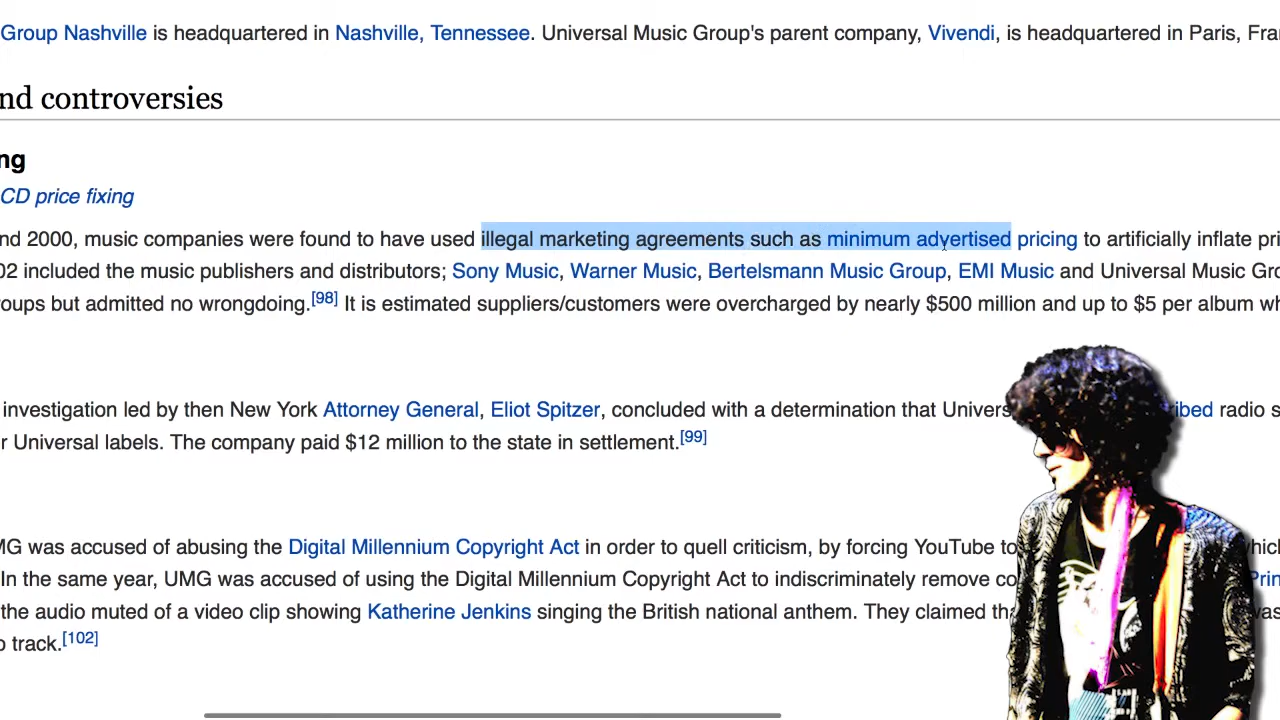 Group Nashville is headquartered in Nashville, Tennessee. Universal Music Group's parent company, Vivendi, is headquartered in Paris, Fra
nd controversies
ng
CD price fixing
nd 2000, music companies were found to have used illegal marketing agreements such as minimum advertised pricing to artificially inflate pri
02 included the music publishers and distributors; Sony Music, Warner Music, Bertelsmann Music Group, EMI Music and Universal Music Gro
roups but admitted no wrongdoing.[98] It is estimated suppliers/customers were overcharged by nearly $500 million and up to $5 per album wh
investigation led by then New York Attorney General, Eliot Spitzer, concluded with a determination that Univers ribed radio s
r Universal labels. The company paid $12 million to the state in settlement.[99]
MG was accused of abusing the Digital Millennium Copyright Act in order to quell criticism, by forcing YouTube to which
In the same year, UMG was accused of using the Digital Millennium Copyright Act to indiscriminately remove co Prin
the audio muted of a video clip showing Katherine Jenkins singing the British national anthem. They claimed tha was
o track.[102]